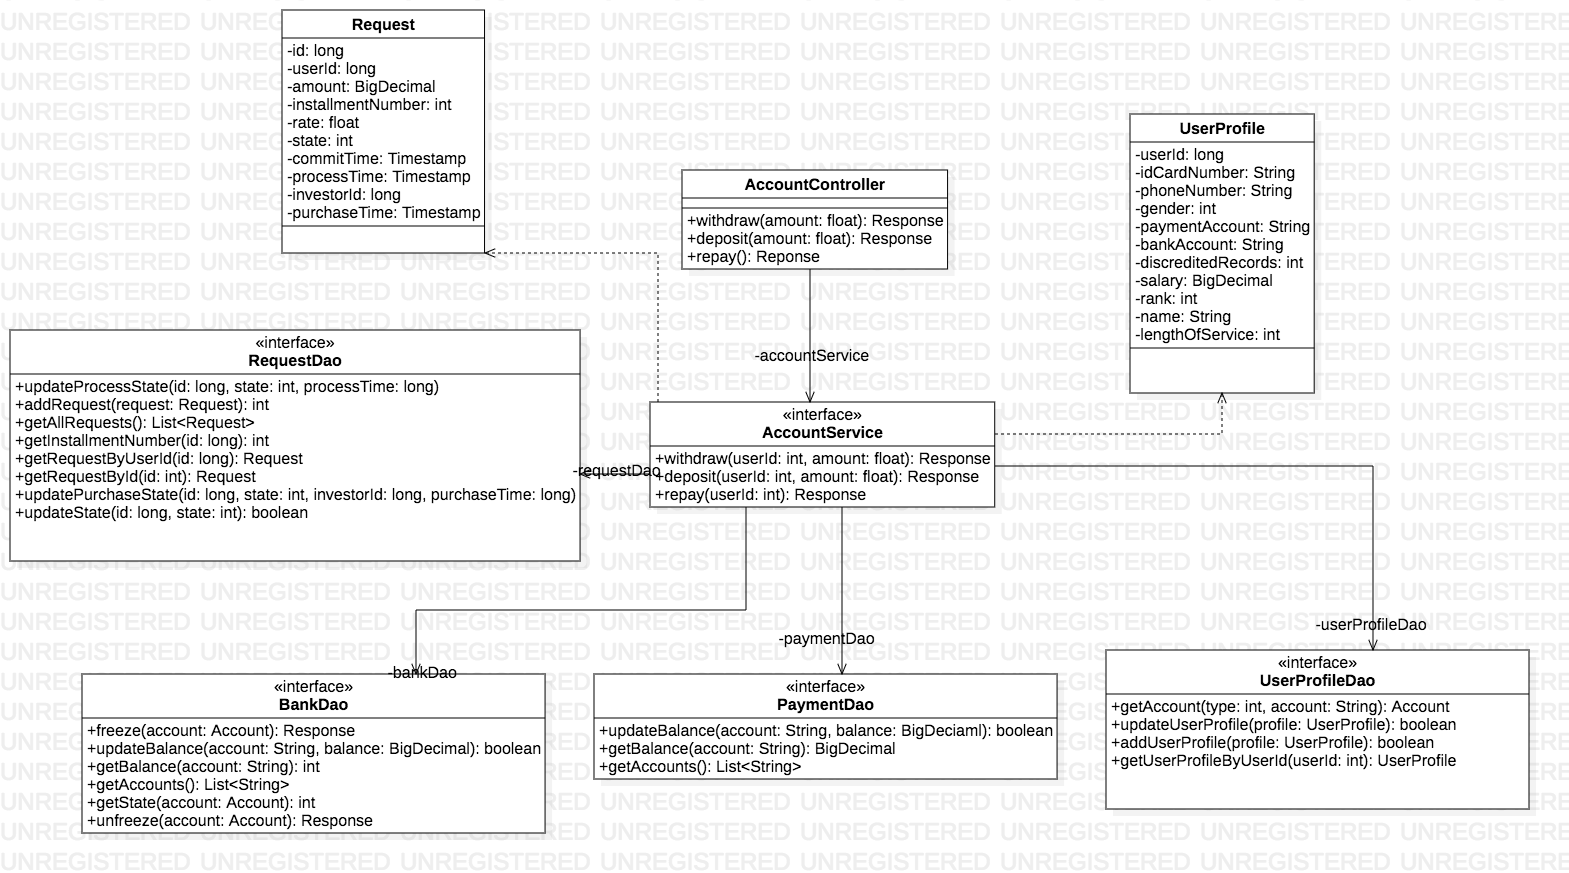 Request
-id: long
-userId: long
-amount: BigDecimal
-installmentNumber: int
-rate: float
-state: int
-commitTime: Timestamp
-processTime: Timestamp
-investorId: long
-purchaseTime: Timestamp
AccountController
+withdraw(amount: float): Response
+deposit(amount: float): Response
+repay(): Reponse
UserProfile
-userId: long
-idCardNumber: String
-phoneNumber: String
-gender: int
-paymentAccount: String
-bankAccount: String
-discreditedRecords: int
-salary: BigDecimal
-rank: int
-name: String
-lengthOfService: int
«interface»
RequestDao
+updateProcessState(id: long, state: int, processTime: long)
+addRequest(request: Request): int
+getAllRequests(): List<Request>
+getInstallmentNumber(id: long): int
+getRequestByUserId(id: long): Request
+getRequestById(id: int): Request
+updatePurchaseState(id: long, state: int, investorId: long, purchaseTime: long)
+updateState(id: long, state: int): boolean
-accountService
«interface»
AccountService
+withdraw(userId: int, amount: float): Response
+deposit(userId: int, amount: float): Response
+repay(userId: int): Response
-requestDao
-bankDao
-paymentDao
-userProfileDao
«interface»
BankDao
+freeze(account: Account): Response
+updateBalance(account: String, balance: BigDecimal): boolean
+getBalance(account: String): int
+getAccounts(): List<String>
+getState(account: Account): int
+unfreeze(account: Account): Response
«interface»
PaymentDao
+updateBalance(account: String, balance: BigDeciaml): boolean
+getBalance(account: String): BigDecimal
+getAccounts(): List<String>
«interface»
UserProfileDao
+getAccount(type: int, account: String): Account
+updateUserProfile(profile: UserProfile): boolean
+addUserProfile(profile: UserProfile): boolean
+getUserProfileByUserId(userId: int): UserProfile
UNREGISTERED